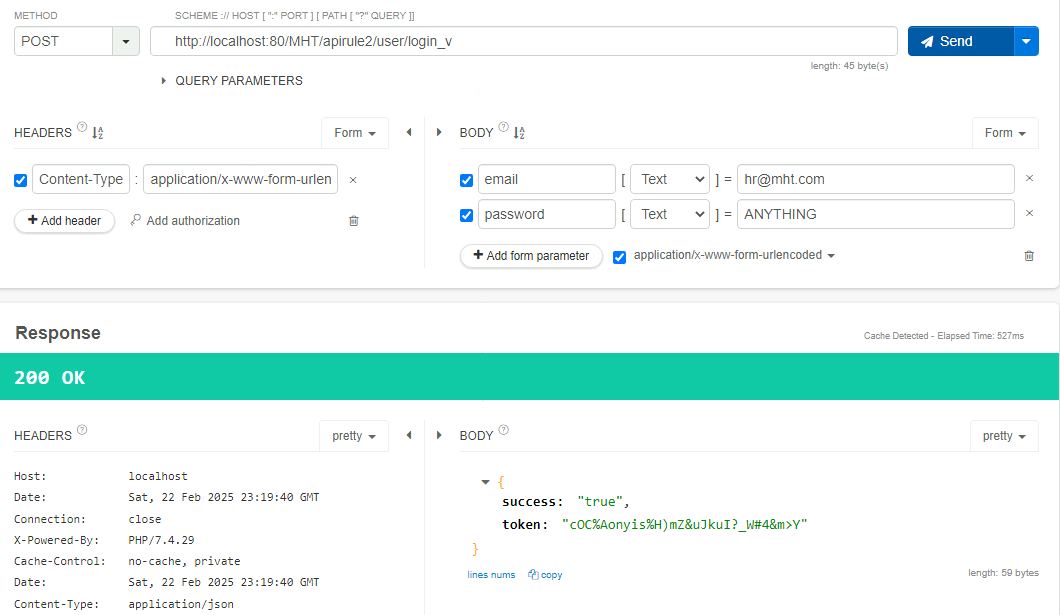 METHOD
SCHEME :// HOST [ ":" PORT ] [ PATH [ "?" QUERY ]]
POST
http://localhost:80/MHT/apirule2/user/login_v
Send
length: 45 byte(s)
QUERY PARAMETERS
HEADERS ? Form
BODY ? Form
Content-Type : application/x-www-form-urlen ×
Add header Add authorization
email [ Text ] = hr@mht.com ×
password [ Text ] = ANYTHING ×
Add form parameter application/x-www-form-urlencoded
Response
Cache Detected - Elapsed Time: 527ms
200 OK
HEADERS ? pretty
BODY ? pretty
Host: localhost
Date: Sat, 22 Feb 2025 23:19:40 GMT
Connection: close
X-Powered-By: PHP/7.4.29
Cache-Control: no-cache, private
Date: Sat, 22 Feb 2025 23:19:40 GMT
Content-Type: application/json
{
success: "true",
token: "cOC%Aonyis%H)mZ&uJkuI?_W#4&m>Y"
}
lines nums copy
length: 59 bytes